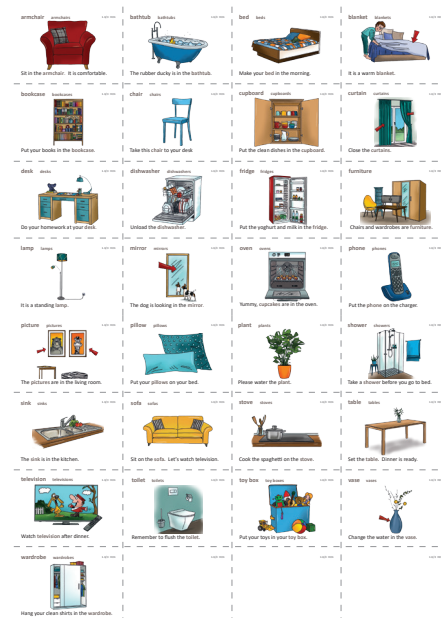 armchair armchairs
Sit in the armchair. It is comfortable.
bathtub bathtubs
The rubber ducky is in the bathtub.
bed beds
Make your bed in the morning.
blanket blankets
It is a warm blanket.
bookcase bookcases
Put your books in the bookcase.
chair chairs
Take this chair to your desk
cupboard cupboards
Put the clean dishes in the cupboard.
curtain curtains
Close the curtains.
desk desks
Do your homework at your desk.
dishwasher dishwashers
Unload the dishwasher.
fridge fridges
Put the yoghurt and milk in the fridge.
furniture
Chairs and wardrobes are furniture.
lamp lamps
It is a standing lamp.
mirror mirrors
The dog is looking in the mirror.
oven ovens
Yummy, cupcakes are in the oven.
phone phones
Put the phone on the charger.
picture pictures
The pictures are in the living room.
pillow pillows
Put your pillows on your bed.
plant plants
Please water the plant.
shower showers
Take a shower before you go to bed.
sink sinks
The sink is in the kitchen.
sofa sofas
Sit on the sofa. Let's watch television.
stove stoves
Cook the spaghetti on the stove.
table tables
Set the table. Dinner is ready.
television televisions
Watch television after dinner.
toilet toilets
Remember to flush the toilet.
toy box toy boxes
Put your toys in your toy box.
vase vases
Change the water in the vase.
wardrobe wardrobes
Hang your clean shirts in the wardrobe.